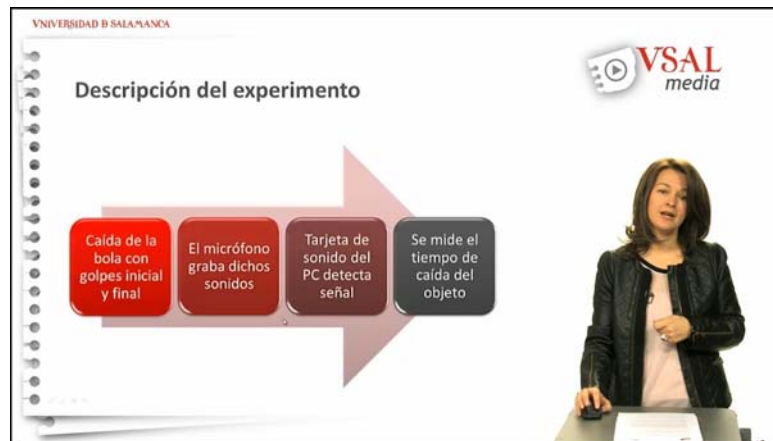 VNIVERSIDAD D SALAMANCA
VSAL
media
Descripción del experimento
Caída de la
bola con
golpes inicial
y final
El micrófono
graba dichos
sonidos
Tarjeta de
sonido del
PC detecta
señal
Se mide el
tiempo de
caída del
objeto